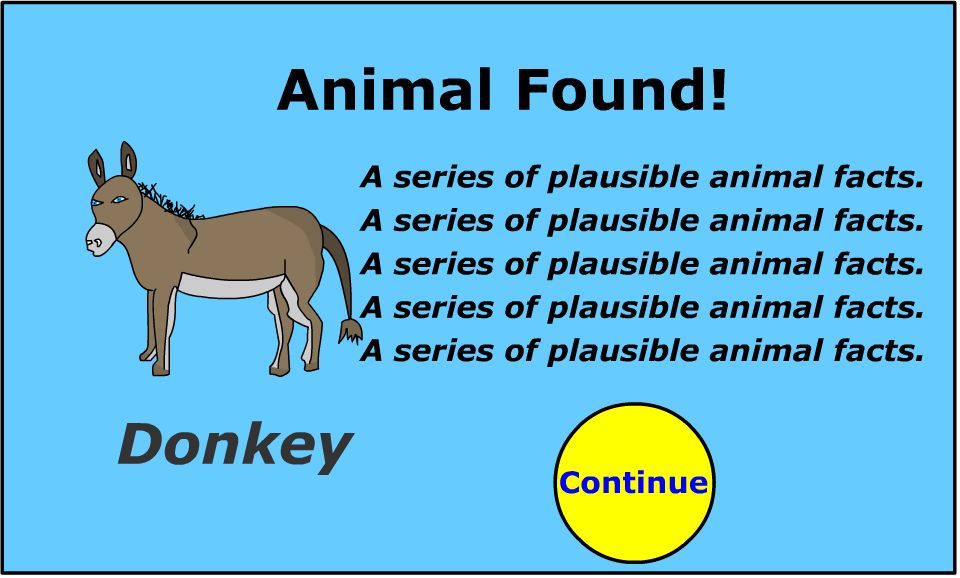 Animal Found!
A series of plausible animal facts.
A series of plausible animal facts.
A series of plausible animal facts.
A series of plausible animal facts.
A series of plausible animal facts.
Donkey
Continue